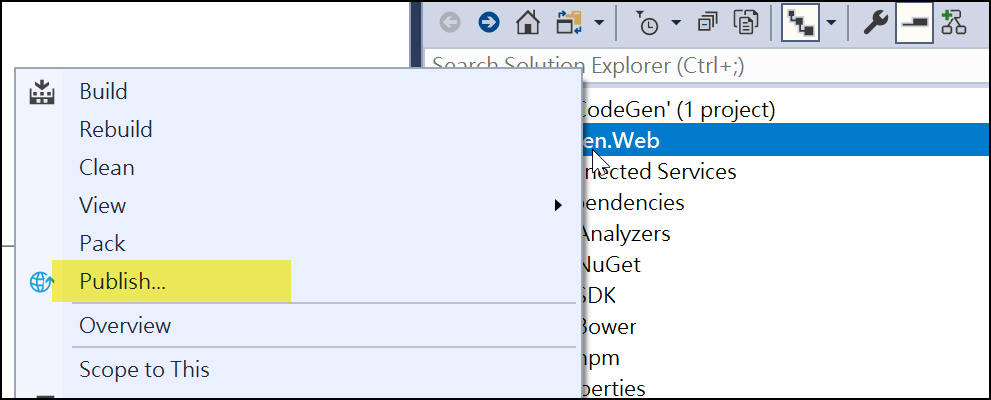 Search Solution Explorer (Ctrl+;)
Build
Rebuild
Clean
View
Pack
Publish...
Overview
Scope to This
CodeGen' (1 project)
en.Web
nected Services
endencies
Analyzers
NuGet
SDK
Bower
npm
perties